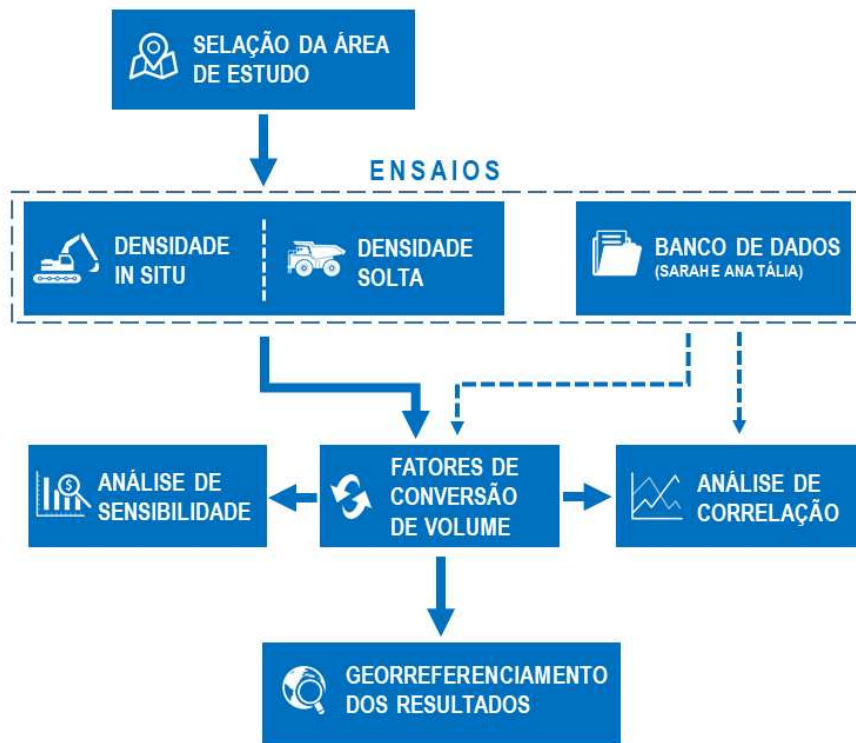 SELAÇÃO DA ÁREA
DE ESTUDO
ENSAIOS
DENSIDADE
IN SITU
DENSIDADE
SOLTA
BANCO DE DADOS
(SARAH E ANA TÁLIA)
ANÁLISE DE
SENSIBILIDADE
FATORES DE
CONVERSÃO
DE VOLUME
ANÁLISE DE
CORRELAÇÃO
GEORREFERENCIAMENTO
DOS RESULTADOS